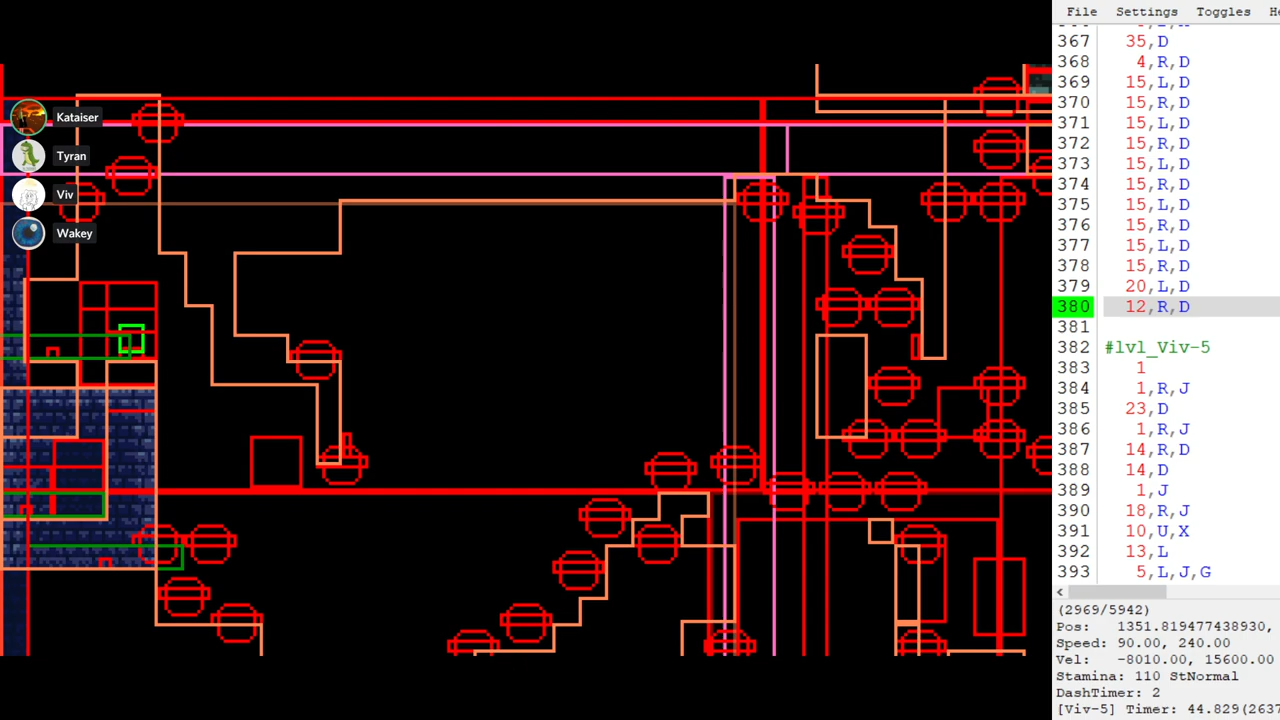 File Settings Toggles He
Kataiser
Tyran
Viv
Wakey
367 35,D
368 4,R,D
369 15,L,D
370 15,R,D
371 15,L,D
372 15,R,D
373 15,L,D
374 15,R,D
375 15,L,D
376 15,R,D
377 15,L,D
378 15,R,D
379 20,L,D
380 12,R,D
381
382 #lvl_Viv-5
383 1
384 1,R,J
385 23,D
386 1,R,J
387 14,R,D
388 14,D
389 1,J
390 18,R,J
391 10,U,X
392 13,L
393 5,L,J,G
(2969/5942)
Pos: 1351.819477438930,
Speed: 90.00, 240.00
Vel: -8010.00, 15600.00
Stamina: 110 StNormal
DashTimer: 2
[Viv-5] Timer: 44.829(2637